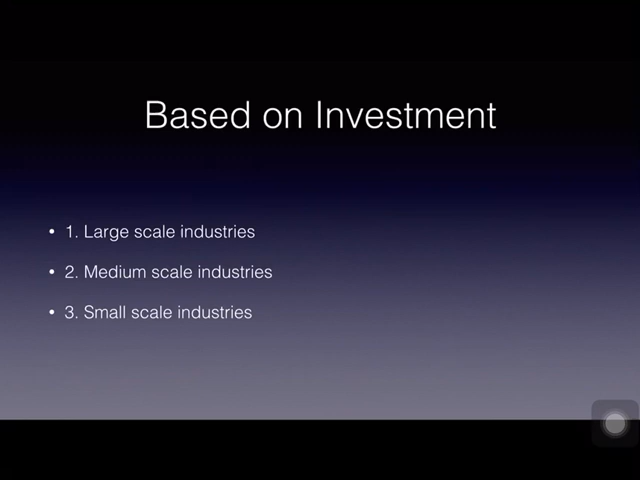 Based on Investment
• 1. Large scale industries
• 2. Medium scale industries
• 3. Small scale industries